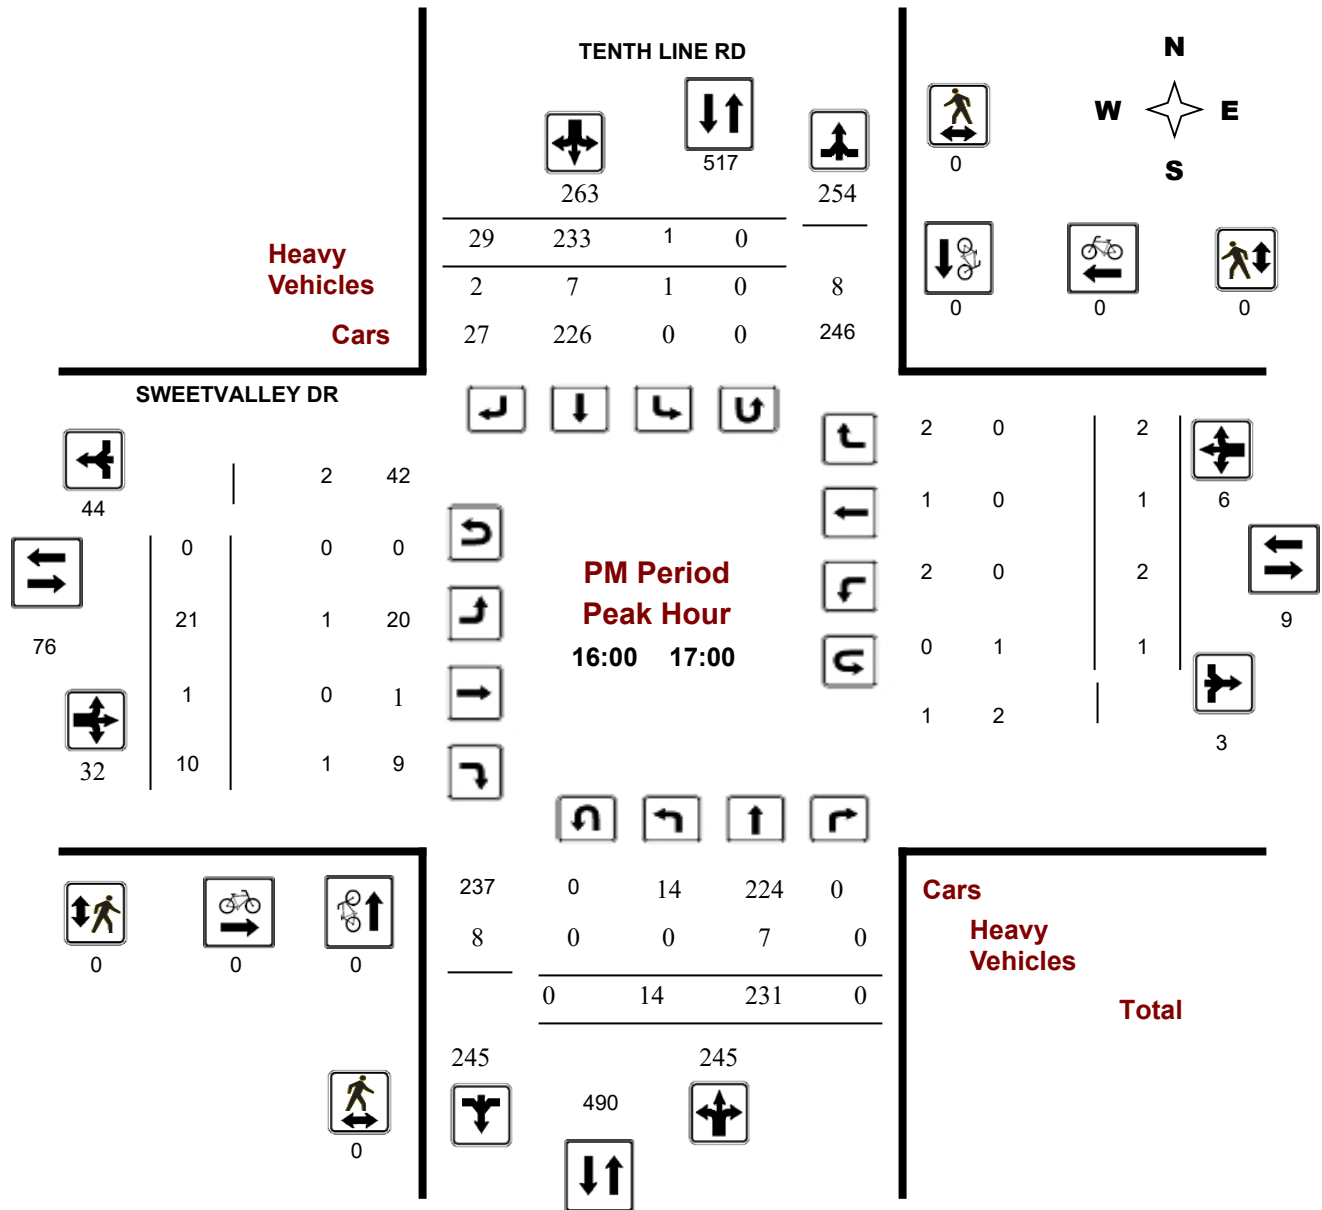 TENTH LINE RD
N
W E
S
517
0
263 254
29 233 1 0
Heavy
Vehicles
2 7 1 0 8
0 0 0
Cars
27 226 0 0 246
SWEETVALLEY DR
2 0 2
2 42
44
1 0 1 6
0 0 0
PM Period
2 0 2
Peak Hour
21 1 20
9
76
16:00 17:00
0 1 1
1 0 1
1 2
3
32 10 1 9
237 0 14 224 0
Cars
8 0 0 7 0
Heavy
Vehicles
0 0 0
0 14 231 0
Total
245 245
490
0